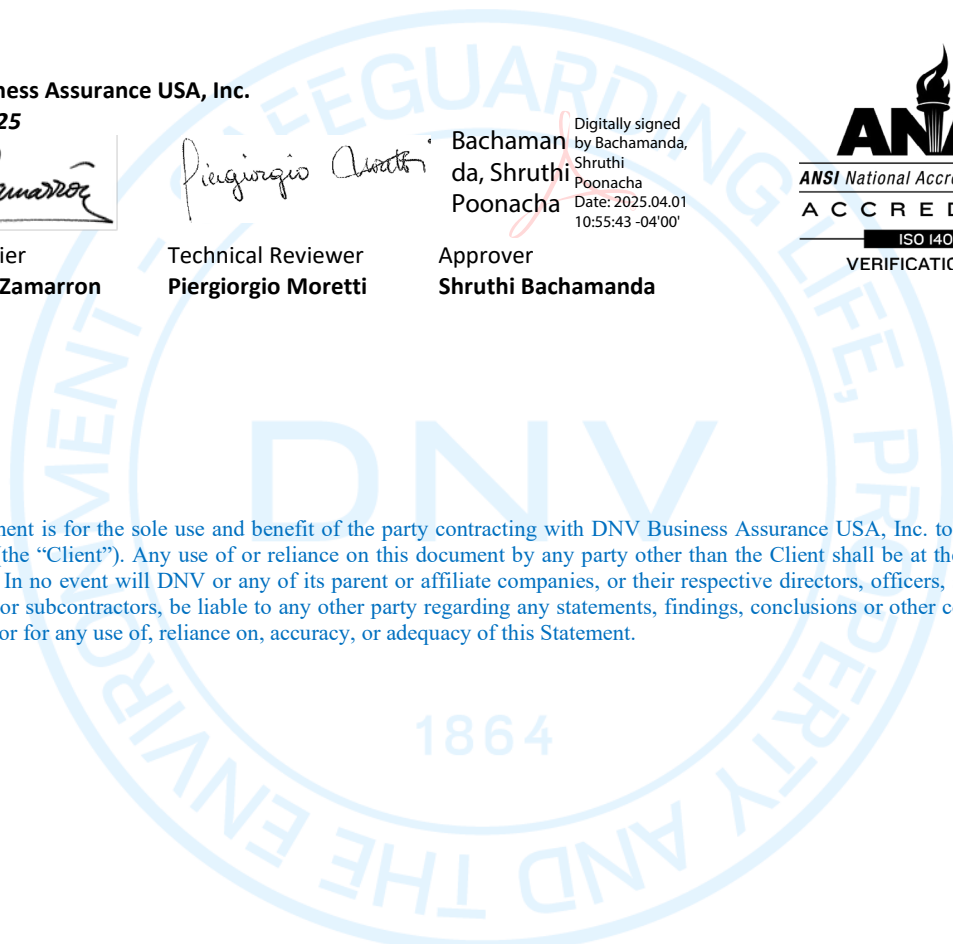 ness Assurance USA, Inc.
25
Zamarron
Piergiorgio Moretti
Bachaman
da, Shruthi
Poonacha
Digitally signed
by Bachamanda,
Shruthi
Poonacha
Date: 2025.04.01
10:55:43 -04'00'
ier
Zamarron
Technical Reviewer
Piergiorgio Moretti
Approver
Shruthi Bachamanda
ANA
ANSI National Accre
ACCRED
ISO 140
VERIFICATIO
ment is for the sole use and benefit of the party contracting with DNV Business Assurance USA, Inc. to
(the “Client”). Any use of or reliance on this document by any party other than the Client shall be at the
In no event will DNV or any of its parent or affiliate companies, or their respective directors, officers,
or subcontractors, be liable to any other party regarding any statements, findings, conclusions or other co
or for any use of, reliance on, accuracy, or adequacy of this Statement.
SAFEGUARDING LIFE, PROPERTY AND THE ENVIRONMENT
DNV
1864